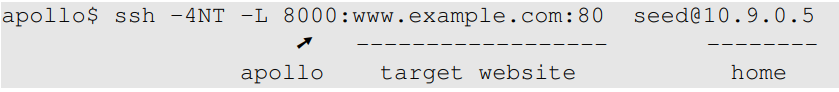 apollo$ ssh -4NT -L 8000:www.example.com:80 seed@10.9.0.5
➚ ------------------ --------
apollo target website home